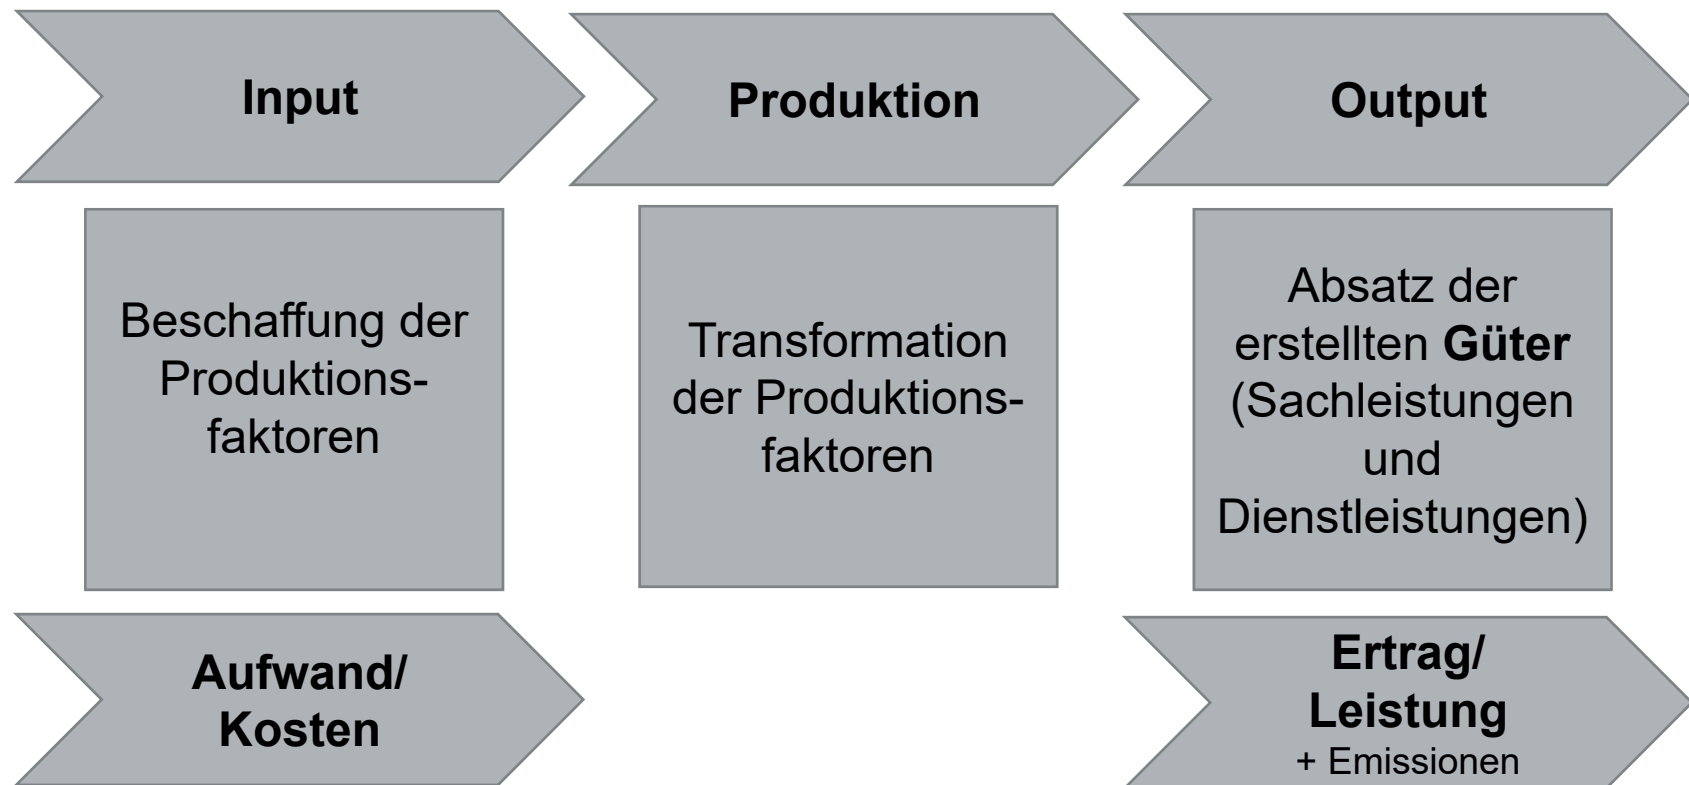 Input
Produktion
Output
Beschaffung der
Produktions-
faktoren
Transformation
der Produktions-
faktoren
Absatz der
erstellten Güter
(Sachleistungen
und
Dienstleistungen)
Aufwand/
Kosten
Ertrag/
Leistung
+ Emissionen